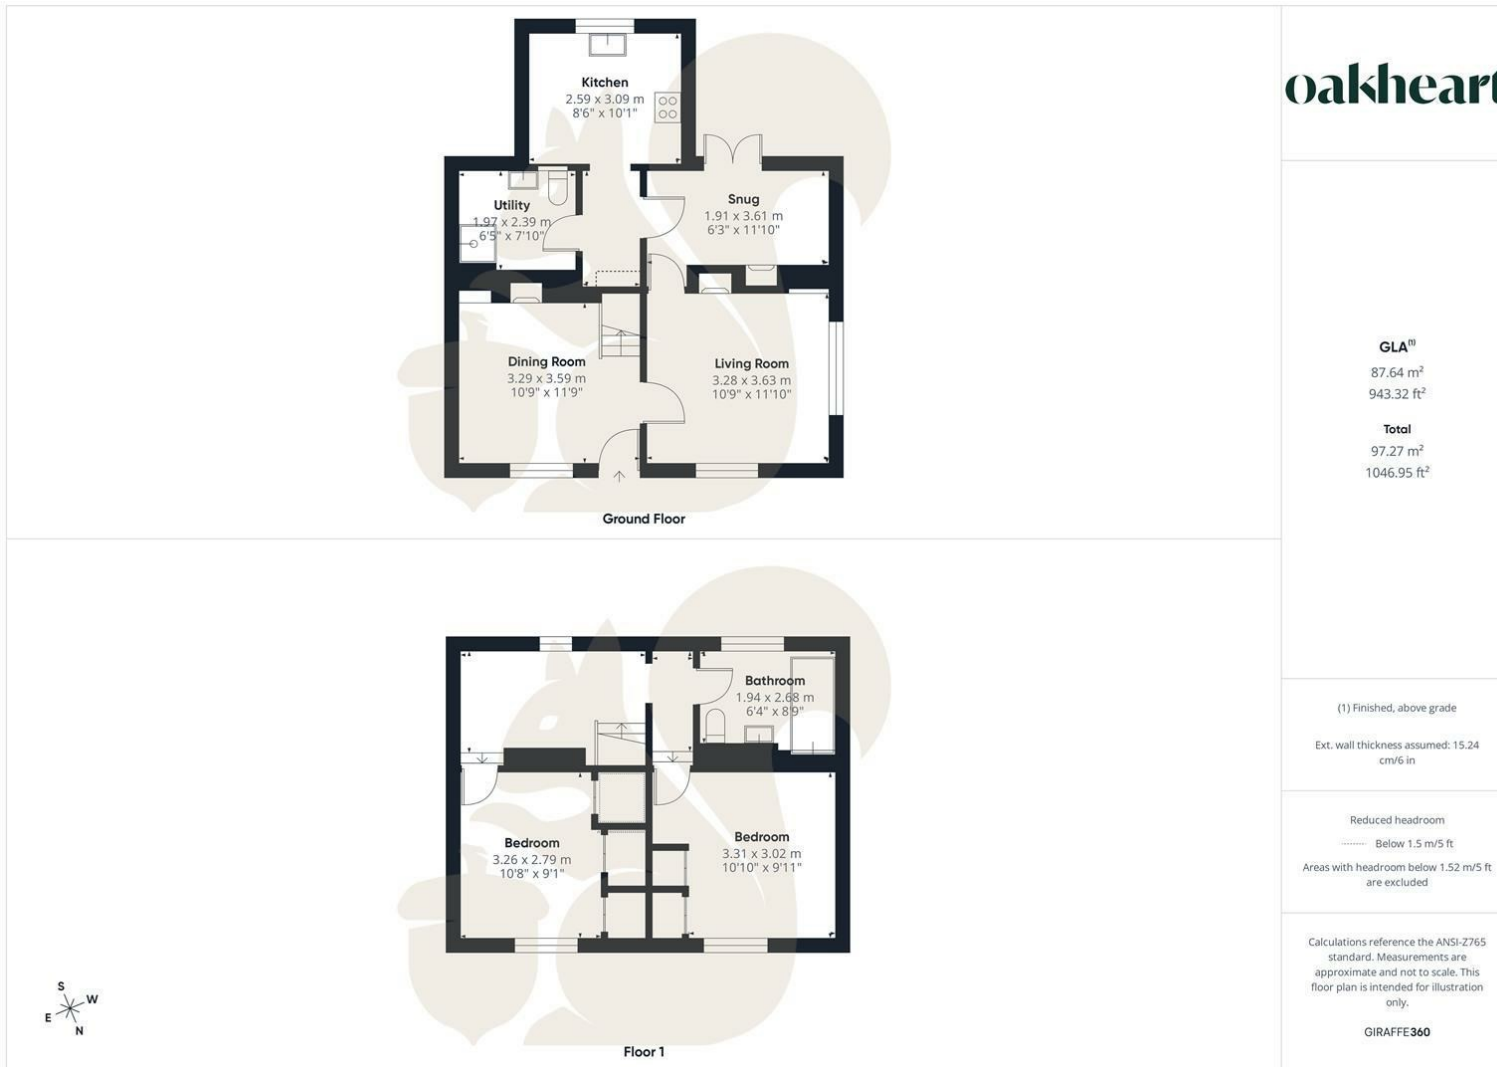 Kitchen
2.59 x 3.09 m
8'6" x 10'1"
Utility
1.97 x 2.39 m
6'5" x 7'10"
Snug
1.91 x 3.61 m
6'3" x 11'10"
Dining Room
3.29 x 3.59 m
10'9" x 11'9"
Living Room
3.28 x 3.63 m
10'9" x 11'10"
Ground Floor
Bathroom
1.94 x 2.68 m
6'4" x 8'9"
Bedroom
3.26 x 2.79 m
10'8" x 9'1"
Bedroom
3.31 x 3.02 m
10'10" x 9'11"
Floor 1
S
W
E
N
oakheart
GLA(1)
87.64 m²
943.32 ft²
Total
97.27 m²
1046.95 ft²
(1) Finished, above grade
Ext. wall thickness assumed: 15.24
cm/6 in
Reduced headroom
Below 1.5 m/5 ft
Areas with headroom below 1.52 m/5 ft
are excluded
Calculations reference the ANSI-Z765
standard. Measurements are
approximate and not to scale. This
floor plan is intended for illustration
only.
GIRAFFE360